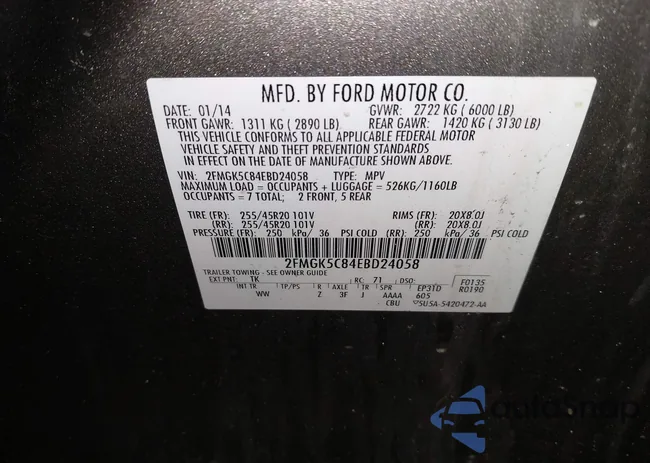 MFD. BY FORD MOTOR CO.
DATE: 01/14 GVWR: 2722 KG ( 6000 LB)
FRONT GAWR: 1311 KG ( 2890 LB) REAR GAWR: 1420 KG ( 3130 LB)
THIS VEHICLE CONFORMS TO ALL APPLICABLE FEDERAL MOTOR
VEHICLE SAFETY AND THEFT PREVENTION STANDARDS
IN EFFECT ON THE DATE OF MANUFACTURE SHOWN ABOVE.
VIN: 2FMGK5C84EBD24058 TYPE: MPV
MAXIMUM LOAD = OCCUPANTS + LUGGAGE = 526KG/1160LB
OCCUPANTS = 7 TOTAL; 2 FRONT, 5 REAR
TIRE (FR): 255/45R20 101V RIMS (FR): 20X8.0J
(RR): 255/45R20 101V (RR): 20X8.0J
PRESSURE (FR): 250 kPa/ 36 PSI COLD (RR): 250 kPa/ 36 PSI COLD
2FMGK5C84EBD24058
TRAILER TOWING - SEE OWNER GUIDE
EXT PNT: TK RC: 71 DSO: F0135
INT TR TP/PS R AXLE TR SPR EP31D R0190
WW Z 3F J AAAA 605
CBU 5U5A-5420472-AA
autoSnap